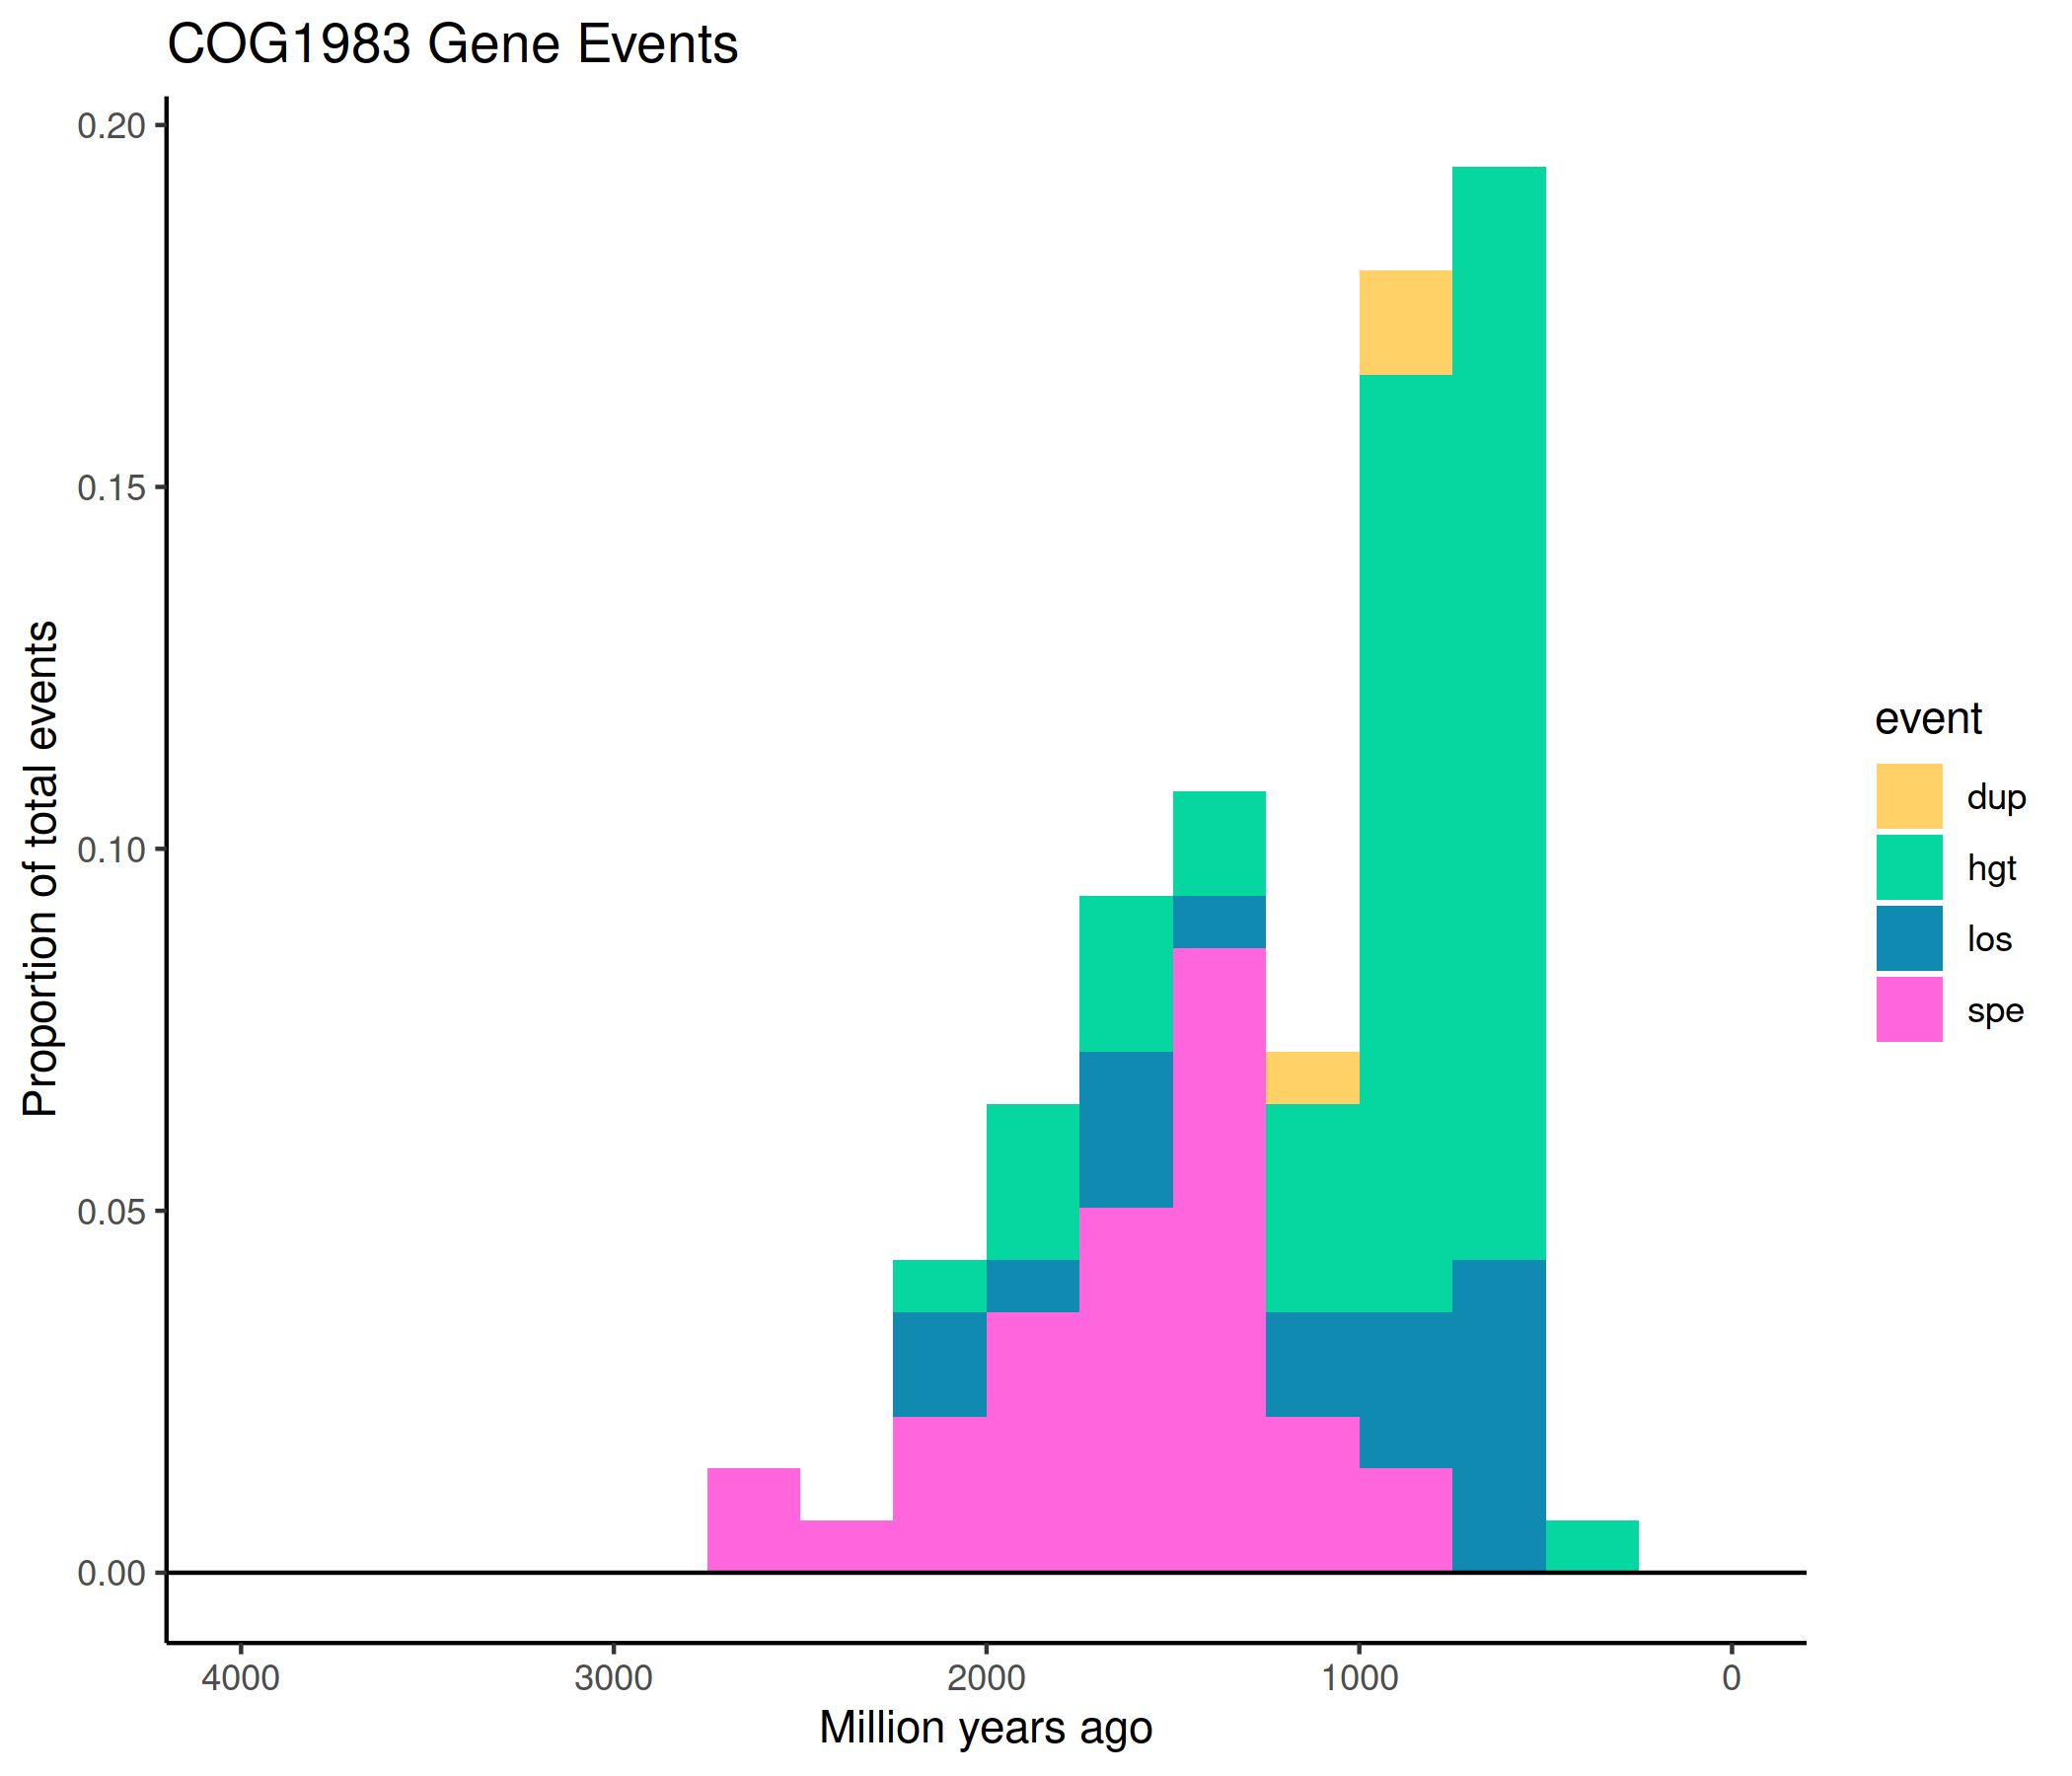 COG1983 Gene Events
0.20
0.15
0.10
0.05
0.00
Proportion of total events
4000 3000 2000 1000 0
Million years ago
event
dup
hgt
los
spe